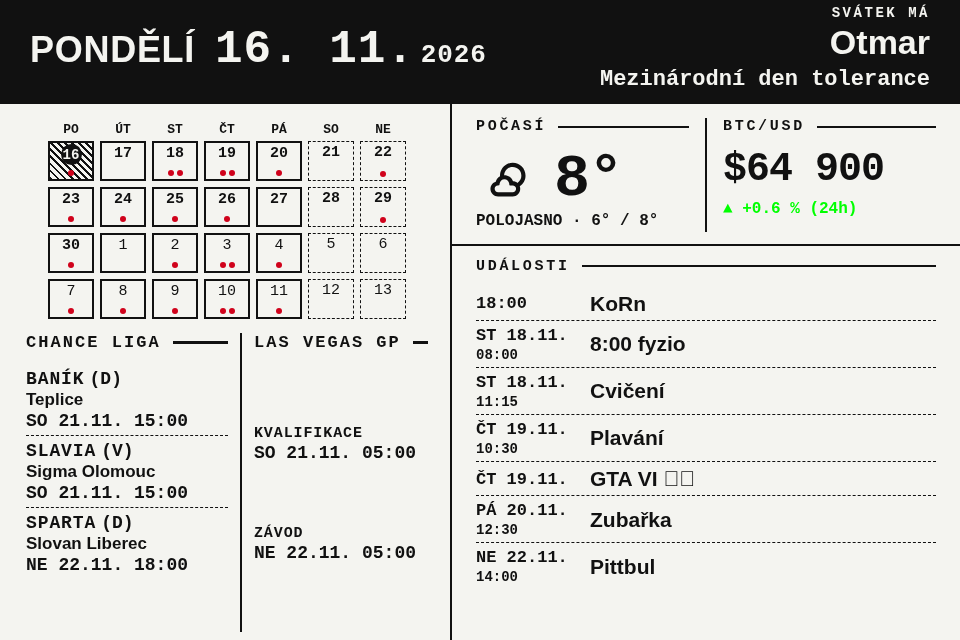 PONDĚLÍ 16. 11. 2026
SVÁTEK MÁ
Otmar
Mezinárodní den tolerance
PO ÚT ST ČT PÁ SO NE
16 17 18 19 20 21 22
23 24 25 26 27 28 29
30 1 2 3 4 5 6
7 8 9 10 11 12 13
CHANCE LIGA
BANÍK (D)
Teplice
SO 21.11. 15:00
SLAVIA (V)
Sigma Olomouc
SO 21.11. 15:00
SPARTA (D)
Slovan Liberec
NE 22.11. 18:00
LAS VEGAS GP
KVALIFIKACE
SO 21.11. 05:00
ZÁVOD
NE 22.11. 05:00
POČASÍ
8°
POLOJASNO · 6° / 8°
BTC/USD
$64 900
▲ +0.6 % (24h)
UDÁLOSTI
18:00 KoRn
ST 18.11.
08:00
8:00 fyzio
ST 18.11.
11:15
Cvičení
ČT 19.11.
10:30
Plavání
ČT 19.11. GTA VI
PÁ 20.11.
12:30
Zubařka
NE 22.11.
14:00
Pittbul